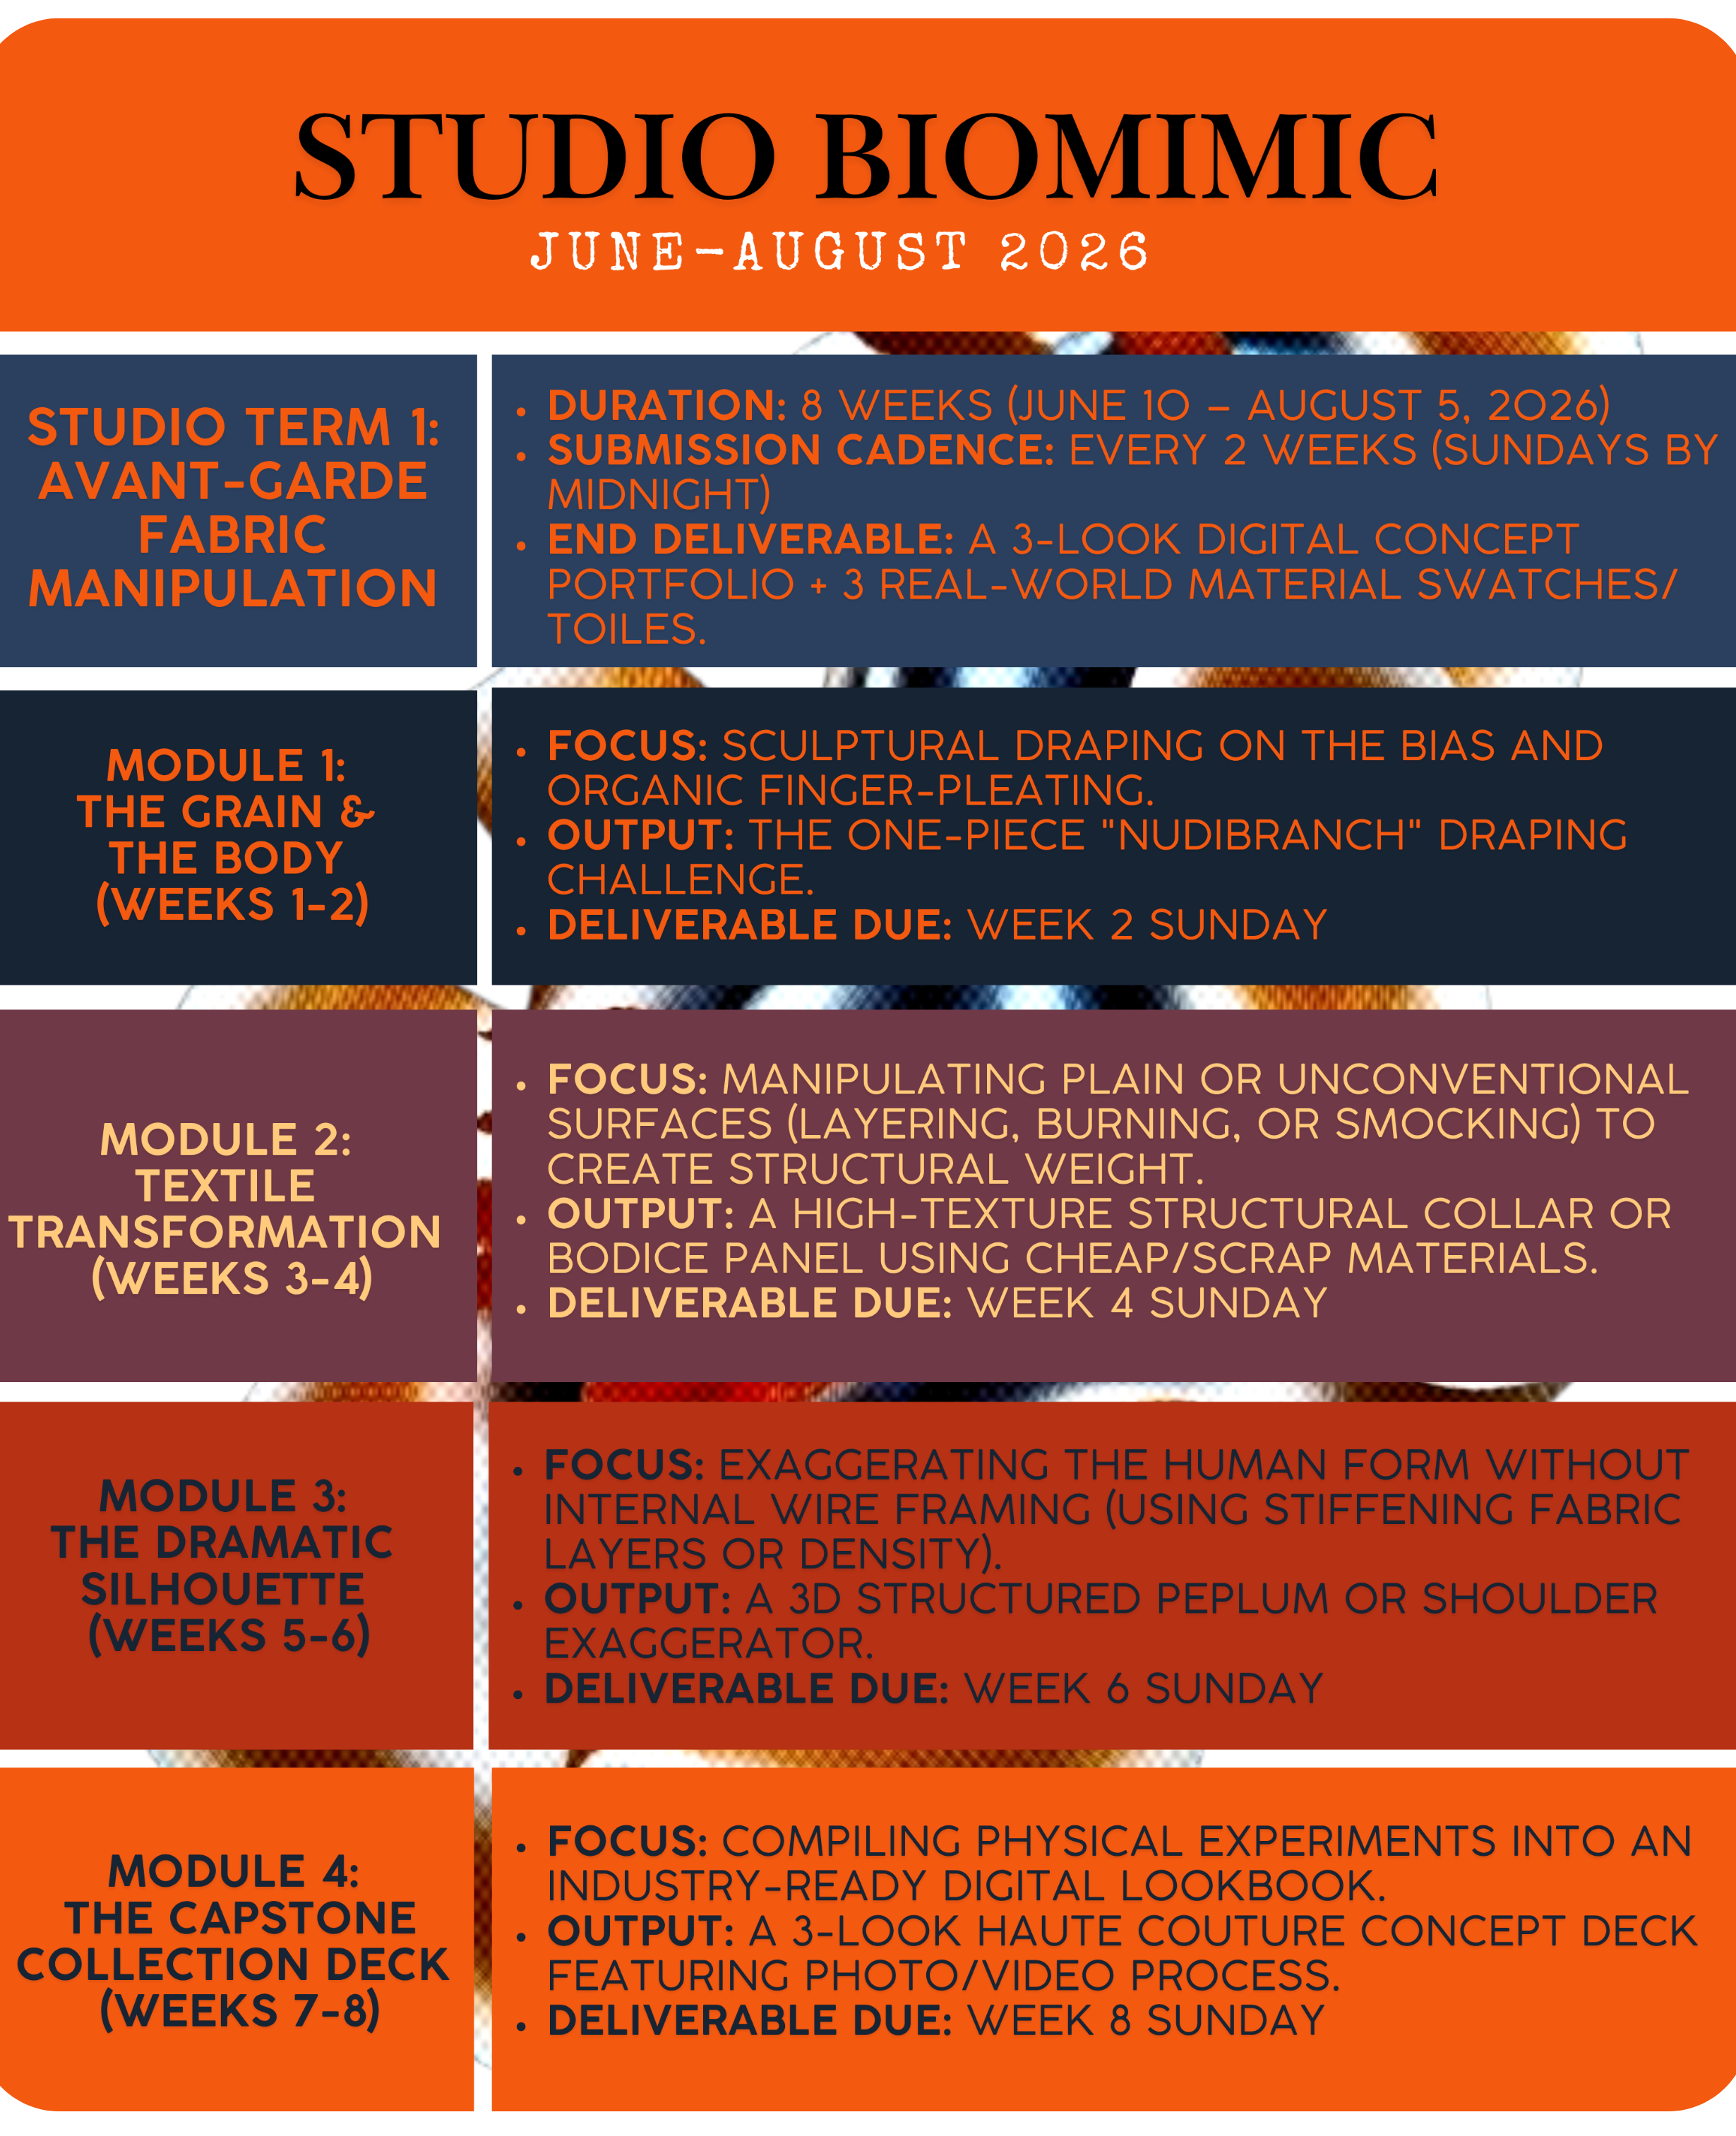 STUDIO BIOMIMIC
JUNE-AUGUST 2026
STUDIO TERM 1:
AVANT-GARDE
FABRIC
MANIPULATION
• DURATION: 8 WEEKS (JUNE 10 – AUGUST 5, 2026)
• SUBMISSION CADENCE: EVERY 2 WEEKS (SUNDAYS BY
MIDNIGHT)
• END DELIVERABLE: A 3-LOOK DIGITAL CONCEPT
PORTFOLIO + 3 REAL-WORLD MATERIAL SWATCHES/
TOILES.
MODULE 1:
THE GRAIN &
THE BODY
(WEEKS 1-2)
• FOCUS: SCULPTURAL DRAPING ON THE BIAS AND
ORGANIC FINGER-PLEATING.
• OUTPUT: THE ONE-PIECE "NUDIBRANCH" DRAPING
CHALLENGE.
• DELIVERABLE DUE: WEEK 2 SUNDAY
MODULE 2:
TEXTILE
TRANSFORMATION
(WEEKS 3-4)
• FOCUS: MANIPULATING PLAIN OR UNCONVENTIONAL
SURFACES (LAYERING, BURNING, OR SMOCKING) TO
CREATE STRUCTURAL WEIGHT.
• OUTPUT: A HIGH-TEXTURE STRUCTURAL COLLAR OR
BODICE PANEL USING CHEAP/SCRAP MATERIALS.
• DELIVERABLE DUE: WEEK 4 SUNDAY
MODULE 3:
THE DRAMATIC
SILHOUETTE
(WEEKS 5-6)
• FOCUS: EXAGGERATING THE HUMAN FORM WITHOUT
INTERNAL WIRE FRAMING (USING STIFFENING FABRIC
LAYERS OR DENSITY).
• OUTPUT: A 3D STRUCTURED PEPLUM OR SHOULDER
EXAGGERATOR.
• DELIVERABLE DUE: WEEK 6 SUNDAY
MODULE 4:
THE CAPSTONE
COLLECTION DECK
(WEEKS 7-8)
• FOCUS: COMPILING PHYSICAL EXPERIMENTS INTO AN
INDUSTRY-READY DIGITAL LOOKBOOK.
• OUTPUT: A 3-LOOK HAUTE COUTURE CONCEPT DECK
FEATURING PHOTO/VIDEO PROCESS.
• DELIVERABLE DUE: WEEK 8 SUNDAY